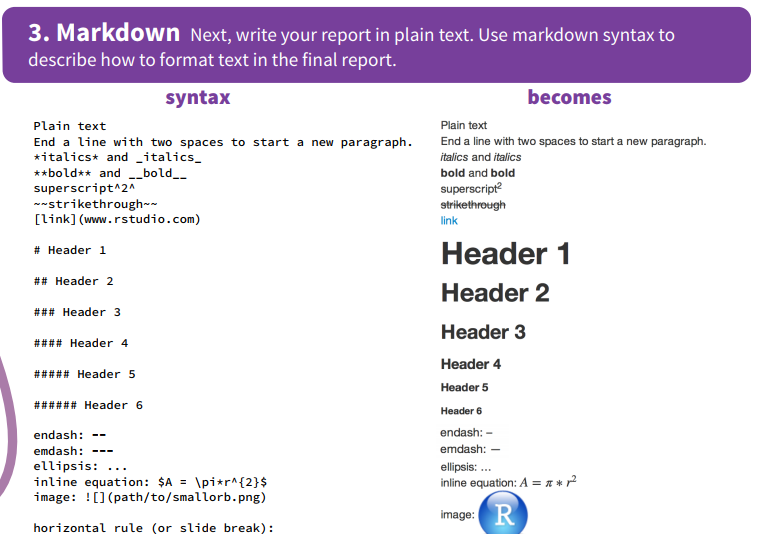 3. Markdown Next, write your report in plain text. Use markdown syntax to
describe how to format text in the final report.
syntax
Plain text
End a line with two spaces to start a new paragraph.
*italics* and _italics_
**bold** and __bold__
superscript^2^
~~strikethrough~~
[link](www.rstudio.com)
# Header 1
## Header 2
### Header 3
#### Header 4
##### Header 5
###### Header 6
endash: --
emdash: ---
ellipsis: ...
inline equation: $A = \pi*r^{2}$
image: ![](path/to/smallorb.png)
horizontal rule (or slide break):
becomes
Plain text
End a line with two spaces to start a new paragraph.
italics and italics
bold and bold
superscript2
strikethrough
link
Header 1
Header 2
Header 3
Header 4
Header 5
Header 6
endash: –
emdash: —
ellipsis: …
inline equation: A = π * r²
image: R